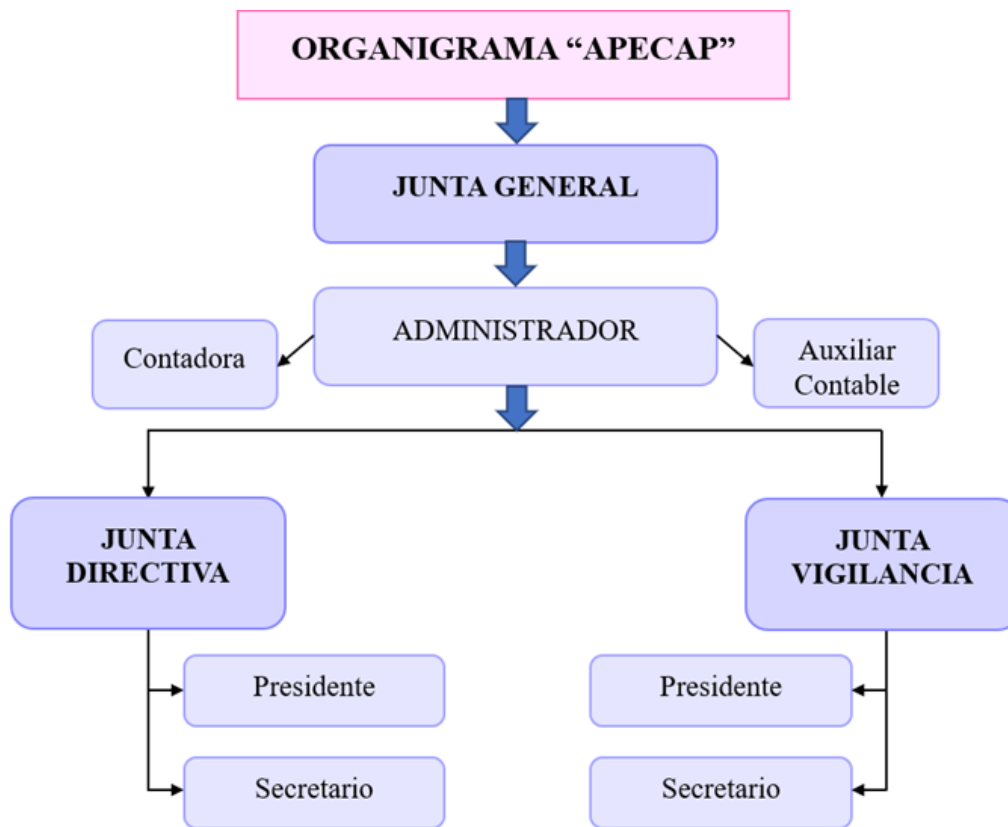 ORGANIGRAMA “APECAP”
JUNTA GENERAL
ADMINISTRADOR
Contadora
Auxiliar
Contable
JUNTA
DIRECTIVA
JUNTA
VIGILANCIA
Presidente
Presidente
Secretario
Secretario